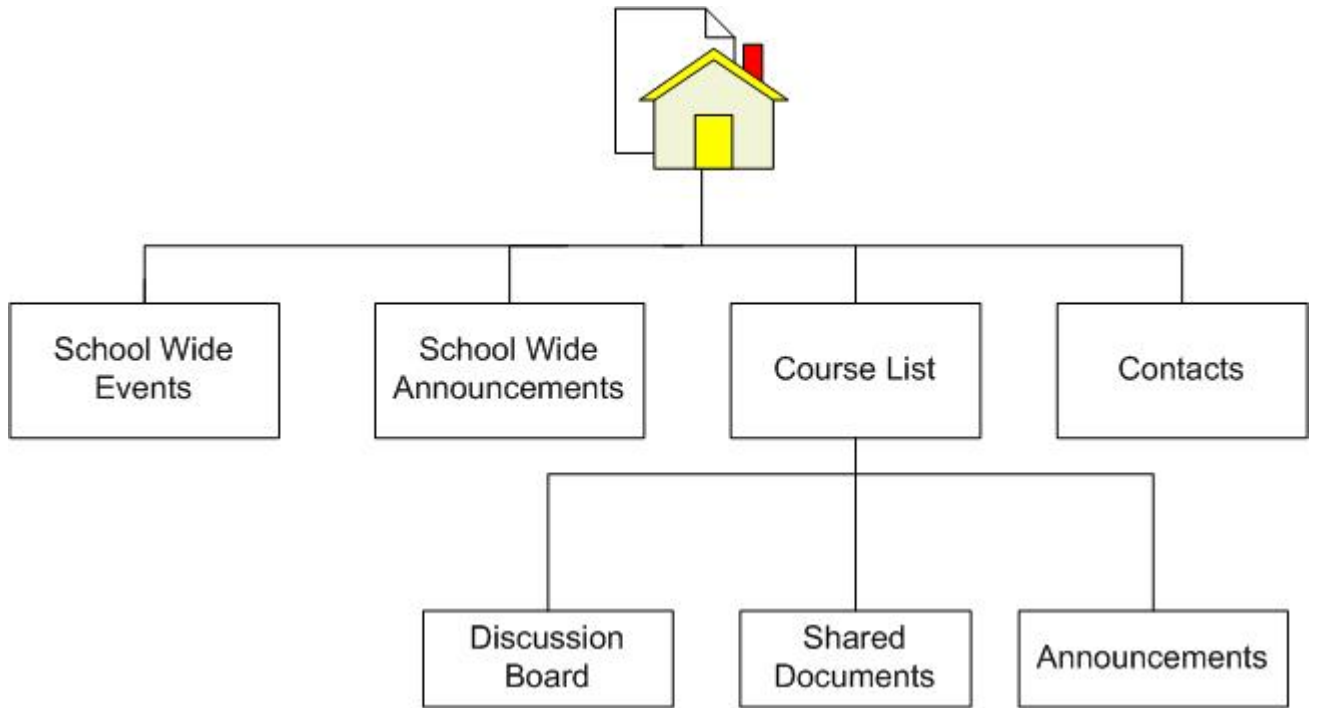 School Wide
Events
School Wide
Announcements
Course List
Contacts
Discussion
Board
Shared
Documents
Announcements